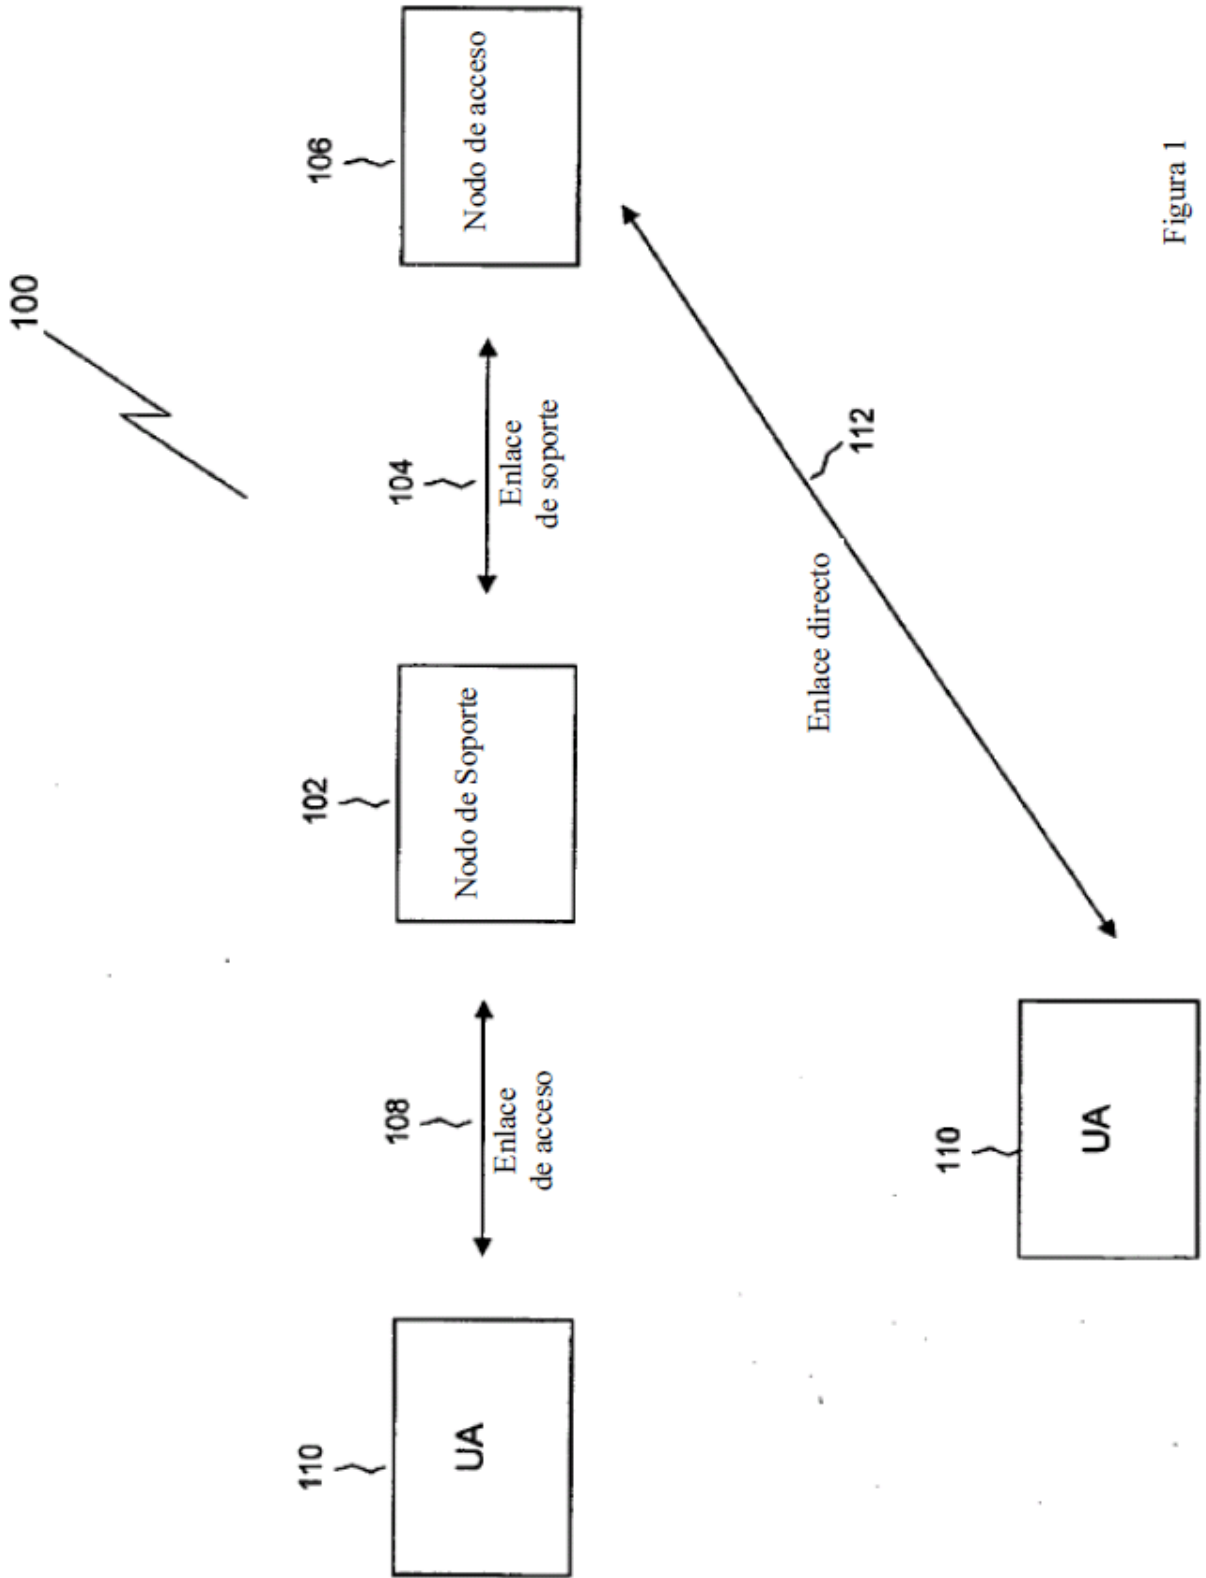 100
106
Nodo de acceso
104
Enlace
de soporte
102
Nodo de Soporte
108
Enlace
de acceso
110
UA
112
Enlace directo
110
UA
Figura 1